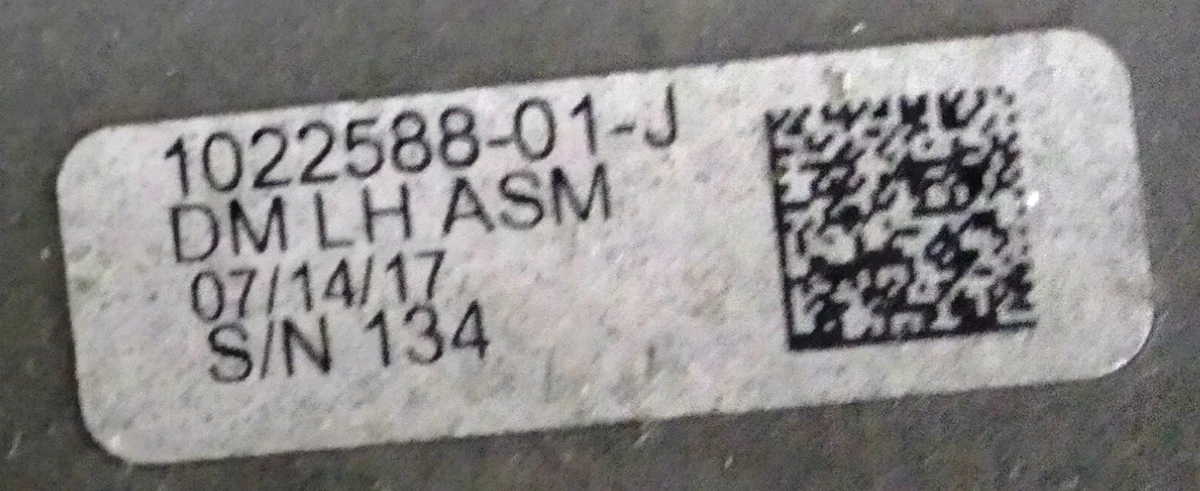 1022588-01-J
DM LH ASM
07/14/17
S/N 134